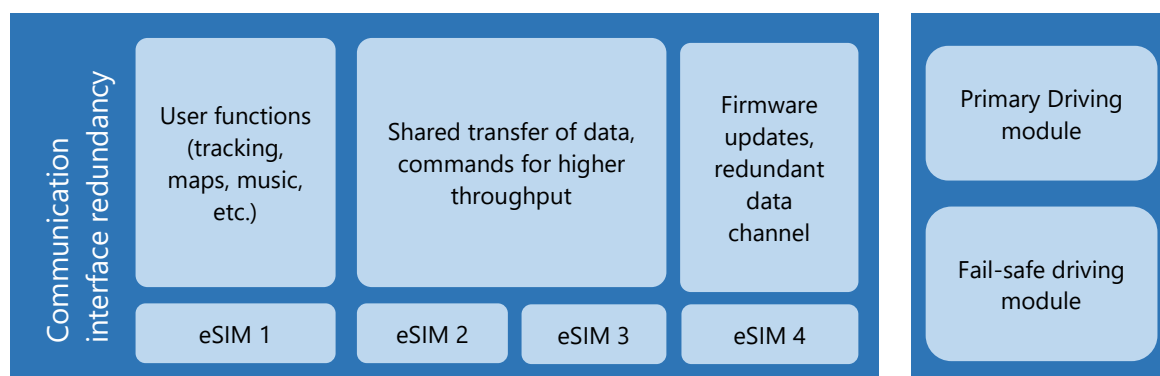 Communication
interface redundancy
User functions
(tracking,
maps, music,
etc.)
Shared transfer of data,
commands for higher
throughput
Firmware
updates,
redundant
data
channel
eSIM 1
eSIM 2
eSIM 3
eSIM 4
Primary Driving
module
Fail-safe driving
module